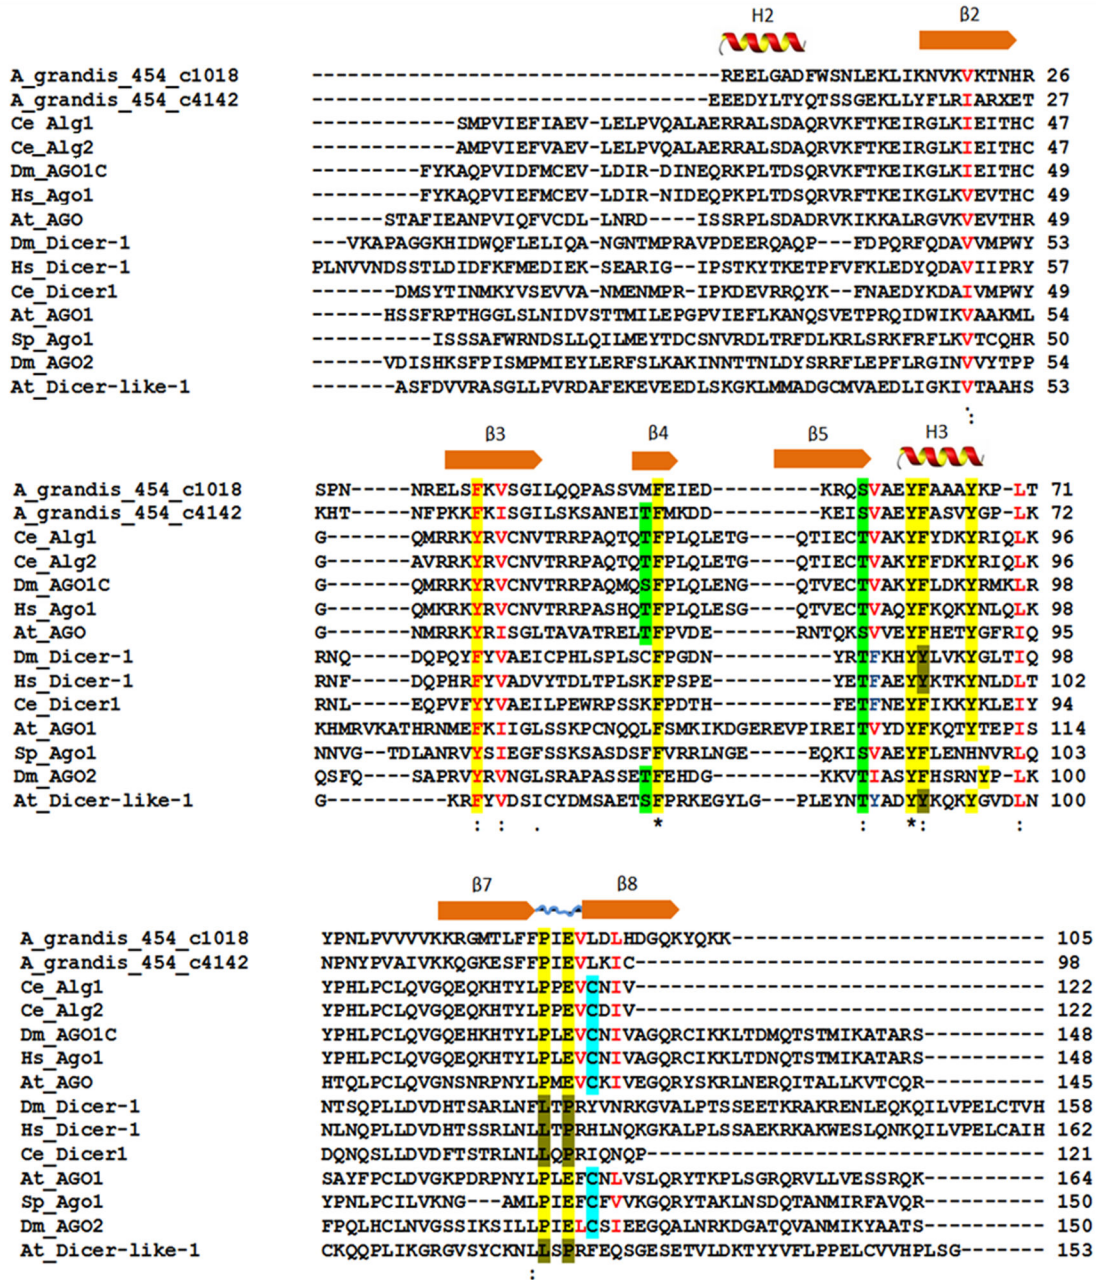 H2 β2
A_grandis_454_c1018 ----------------------------------REELGADFWSNLEKLIKNVKVKTNHR 26
A_grandis_454_c4142 ---------------------------------EEEDYLTYQTSSGEKLLYFLRIARXET 27
Ce_Alg1 ------------SMPVIEFIAEV-LELPVQALAERRALSDAQRVKFTKEIRGLKIEITHC 47
Ce_Alg2 ------------AMPVIEFVAEV-LELPVQALAERRALSDAQRVKFTKEIRGLKIEITHC 47
Dm_AGO1C ---------FYKAQPVIDFMCEV-LDIR-DINEQRKPLTDSQRVKFTKEIKGLKIEITHC 49
Hs_Ago1 ---------FYKAQPVIEFMCEV-LDIR-NIDEQPKPLTDSQRVRFTKEIKGLKVEVTHC 49
At_AGO ------STAFIEANPVIQFVCDL-LNRD----ISSRPLSDADRVKIKKALRGVKVEVTHR 49
Dm_Dicer-1 ---VKAPAGGKHIDWQFLELIQA-NGNTMPRAVPDEERQAQP---FDPQRFQDAVVMPWY 53
Hs_Dicer-1 PLNVVNDSSTLDIDFKFMEDIEK-SEARIG--IPSTKYTKETPFVFKLEDYQDAVIIPRY 57
Ce_Dicer1 -------DMSYTINMKYVSEVVA-NMENMPR-IPKDEVRRQYK--FNAEDYKDAIVMPWY 49
At_AGO1 ------HSSFRPTHGGLSLNIDVSTTMILEPGPVIEFLKANQSVETPRQIDWIKVAAKML 54
Sp_Ago1 ----------ISSSAFWRNDSLLQILMEYTDCSNVRDLTRFDLKRLSRKFRFLKVTCQHR 50
Dm_AGO2 ------VDISHKSFPISMPMIEYLERFSLKAKINNTTNLDYSRRFLEPFLRGINVVYTPP 54
At_Dicer-like-1 -------ASFDVVRASGLLPVRDAFEKEVEEDLSKGKLMMADGCMVAEDLIGKIVTAAHS 53
:
.
β3 β4 β5 H3
A_grandis_454_c1018 SPN-----NRELSFKVSGILQQPASSVMFEIED---------KRQSVAEYFAAAYKP-LT 71
A_grandis_454_c4142 KHT-----NFPKKFKISGILSKSANEITFMKDD---------KEISVAEYFASVYGP-LK 72
Ce_Alg1 G-------QMRRKYRVCNVTRRPAQTQTFPLQLETG------QTIECTVAKYFYDKYRIQLK 96
Ce_Alg2 G-------AVRRKYRVCNVTRRPAQTQTFPLQLETG------QTIECTVAKYFFDKYRIQLK 96
Dm_AGO1C G-------QMRRKYRVCNVTRRPAQMQSFPLQLENG------QTVECTVAKYFLDKYRMKLR 98
Hs_Ago1 G-------QMKRKYRVCNVTRRPASHQTFPLQLESG------QTVECTVAQYFKQKYNLQLK 98
At_AGO G-------NMRRKYRISGLTAVATRELTFPVDE-------RNTQKSVVEYFHETYGFRIQ 95
Dm_Dicer-1 RNQ-----DQPQYFYVAEICPHLSPLSCFPGDN----------YRTFKHYYLVKYGLTIQ 98
Hs_Dicer-1 RNF-----DQPHRFYVADVYTDLTPLSKFPSPE----------YETFAEYYKTKYNLDLT 102
Ce_Dicer1 RNL-----EQPVFYYVAEILPEWRPSSKFPDTH----------FETFNEYFIKKYKLEIY 94
At_AGO1 KHMRVKATHRNMEFKIIGLSSKPCNQQLFSMKIKDGEREVPIREITVYDYFKQTYTEPIS 114
Sp_Ago1 NNVG--TDLANRVYSIEGFSSKSASDSFFVRRLNGE----EQKISVAEYFLENHNVRLQ 103
Dm_AGO2 QSFQ-----SAPRVYRVNGLSRAPASSETFEHDG---------KKVTIASYFHSRNYP-LK 100
At_Dicer-like-1 G----------KRFYVDSICYDMSAETSFPRKEGYLG---PLEYNTYADYYKQKYGVDLN 100
: : . * : *: :
β7 β8
A_grandis_454_c1018 YPNLPVVVVKKRGMTLFFPIEVLDLHDGQKYQKK-------------------------- 105
A_grandis_454_c4142 NPNYPVAIVKKQGKESFFPIEVLKIC---------------------------------- 98
Ce_Alg1 YPHLPCLQVGQEQKHTYLPPEVCNIV---------------------------------- 122
Ce_Alg2 YPHLPCLQVGQEQKHTYLPPEVCDIV---------------------------------- 122
Dm_AGO1C YPHLPCLQVGQEHKHTYLPLEVCNIVAGQRCIKKLTDMQTSTMIKATARS---------- 148
Hs_Ago1 YPHLPCLQVGQEQKHTYLPLEVCNIVAGQRCIKKLTDNQTSTMIKATARS---------- 148
At_AGO HTQLPCLQVGNSNRPNYLPMEVCKIVEGQRYSKRLNERQITALLKVTCQR---------- 145
Dm_Dicer-1 NTSQPLLDVDHTSARLNFLTPRYVNRKGVALPTSSEETKRAKRENLEQKQILVPELCTVH 158
Hs_Dicer-1 NLNQPLLDVDHTSSRLNLLTPRHLNQKGKALPLSSAEKRKAKWESLQNKQILVPELCAIH 162
Ce_Dicer1 DQNQSLLDVDFTSTRLNLLQPRIQNQP--------------------------------- 121
At_AGO1 SAYFPCLDVGKPDRPNYLPLEFCNLVSLQRYTKPLSGRQRVLLVESSRQK---------- 164
Sp_Ago1 YPNLPCILVKNG---AMLPIEFCFVVKGQRYTAKLNSDQTANMIRFAVQR---------- 150
Dm_AGO2 FPQLHCLNVGSSIKSILLPIELCSIEEGQALNRKDGATQVANMIKYAATS---------- 150
At_Dicer-like-1 CKQQPLIKGRGVSYCKNLLSPRFEQSGESETVLDKTYYVFLPPELCVVHPLSG------- 153
: